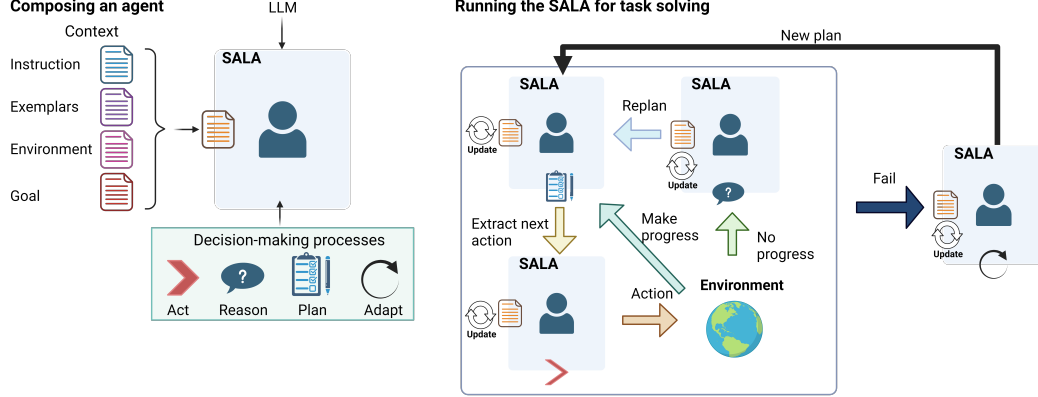 Composing an agent
Context
Instruction
Exemplars
Environment
Goal
LLM
SALA
Decision-making processes
?
Act
Reason
Plan
Adapt
Running the SALA for task solving
New plan
SALA
Update
Replan
SALA
Update
?
Extract next
action
Make
progress
No
progress
SALA
Update
Action
Environment
Fail
SALA
Update